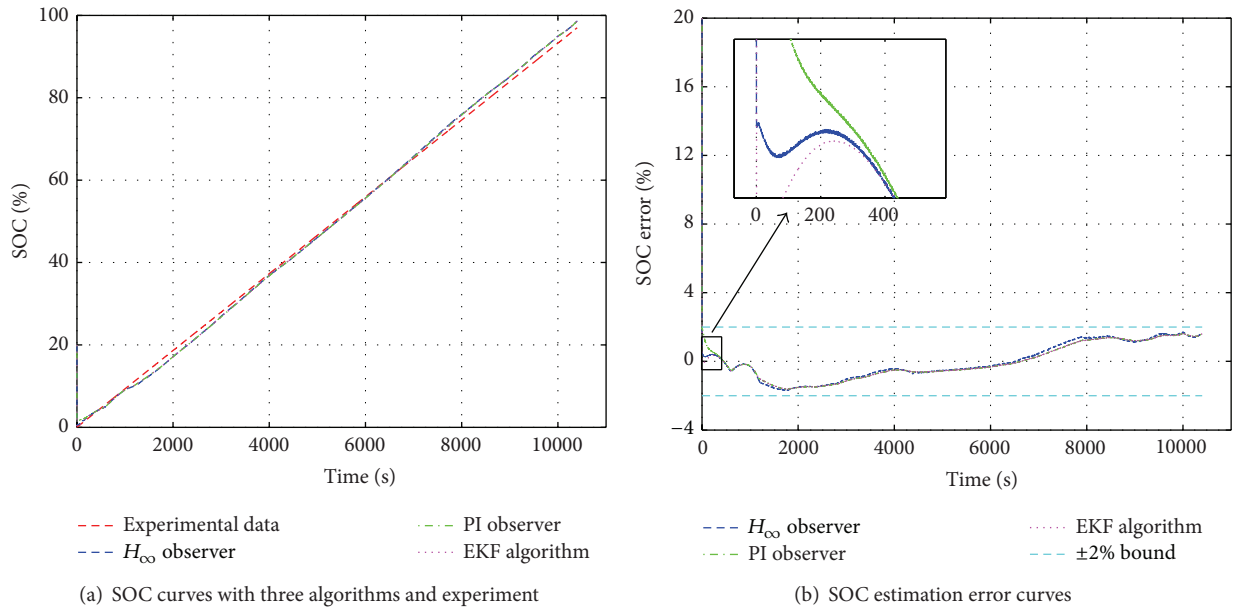 100
80
60
40
20
0
SOC (%)
0 2000 4000 6000 8000 10000
Time (s)
Experimental data
H∞ observer
PI observer
EKF algorithm
(a) SOC curves with three algorithms and experiment
20
16
12
8
4
0
−4
SOC error (%)
0 200 400
0 2000 4000 6000 8000 10000
Time (s)
H∞ observer
PI observer
EKF algorithm
±2% bound
(b) SOC estimation error curves